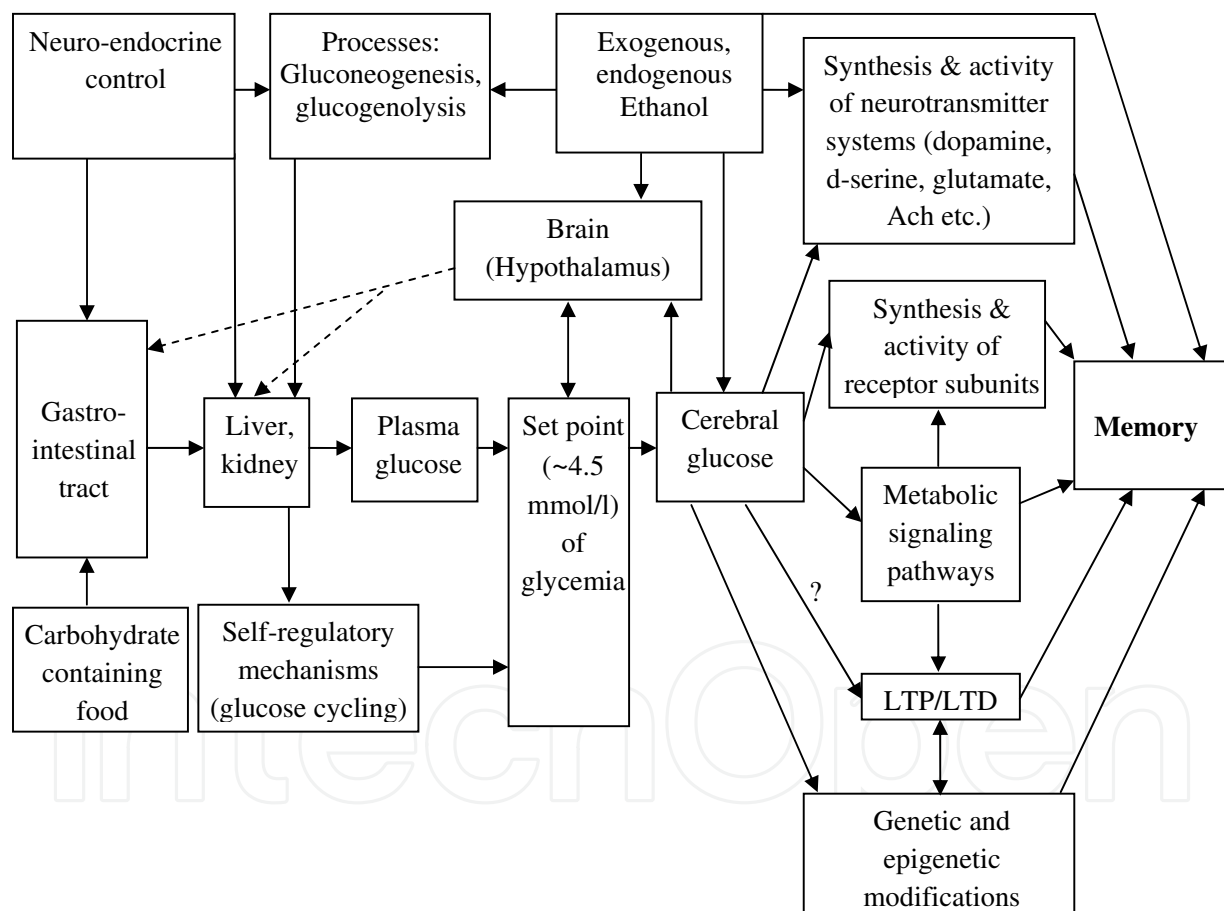 Neuro-endocrine
control
Processes:
Gluconeogenesis,
glucogenolysis
Exogenous,
endogenous
Ethanol
Synthesis & activity
of neurotransmitter
systems (dopamine,
d-serine, glutamate,
Ach etc.)
Brain
(Hypothalamus)
Synthesis &
activity of
receptor subunits
Gastro-
intestinal
tract
Liver,
kidney
Plasma
glucose
Set point
(~4.5
mmol/l)
of
glycemia
Cerebral
glucose
Memory
Metabolic
signaling
pathways
?
Carbohydrate
containing
food
Self-regulatory
mechanisms
(glucose cycling)
LTP/LTD
Genetic and
epigenetic
modifications
IntechOpen